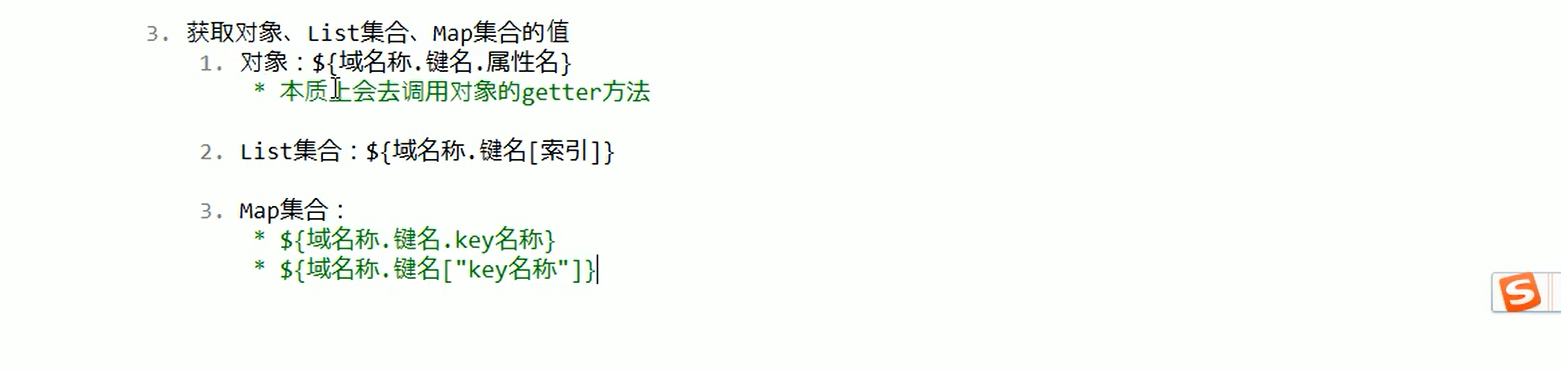 3. 获取对象、List集合、Map集合的值
1. 对象：${域名称.键名.属性名}
* 本质上会去调用对象的getter方法
2. List集合：${域名称.键名[索引]}
3. Map集合：
* ${域名称.键名.key名称}
* ${域名称.键名["key名称"]}